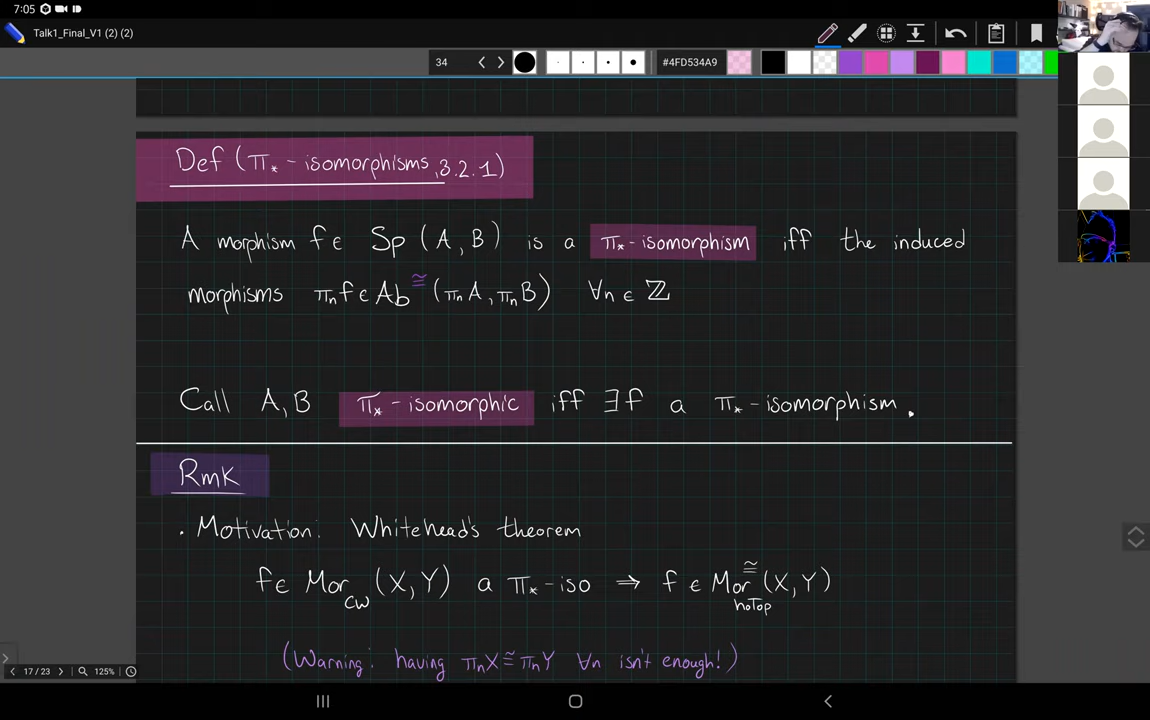 7:05
Talk1_Final_V1 (2) (2)
34
#4FD534A9
Def (π⁎-isomorphisms, 3.2.1)
A morphism f ∈ Sp (A, B) is a π⁎-isomorphism iff the induced
morphisms πₙf ∈ Ab^≅ (πₙA, πₙB) ∀n ∈ ℤ
Call A, B π⁎-isomorphic iff ∃f a π⁎-isomorphism.
Rmk
· Motivation: Whitehead's theorem
f ∈ Mor_CW (X, Y) a π⁎-iso ⇒ f ∈ Mor^≅_hoTop (X, Y)
(Warning: having πₙX ≅ πₙY ∀n isn't enough!)
17 / 23 125%